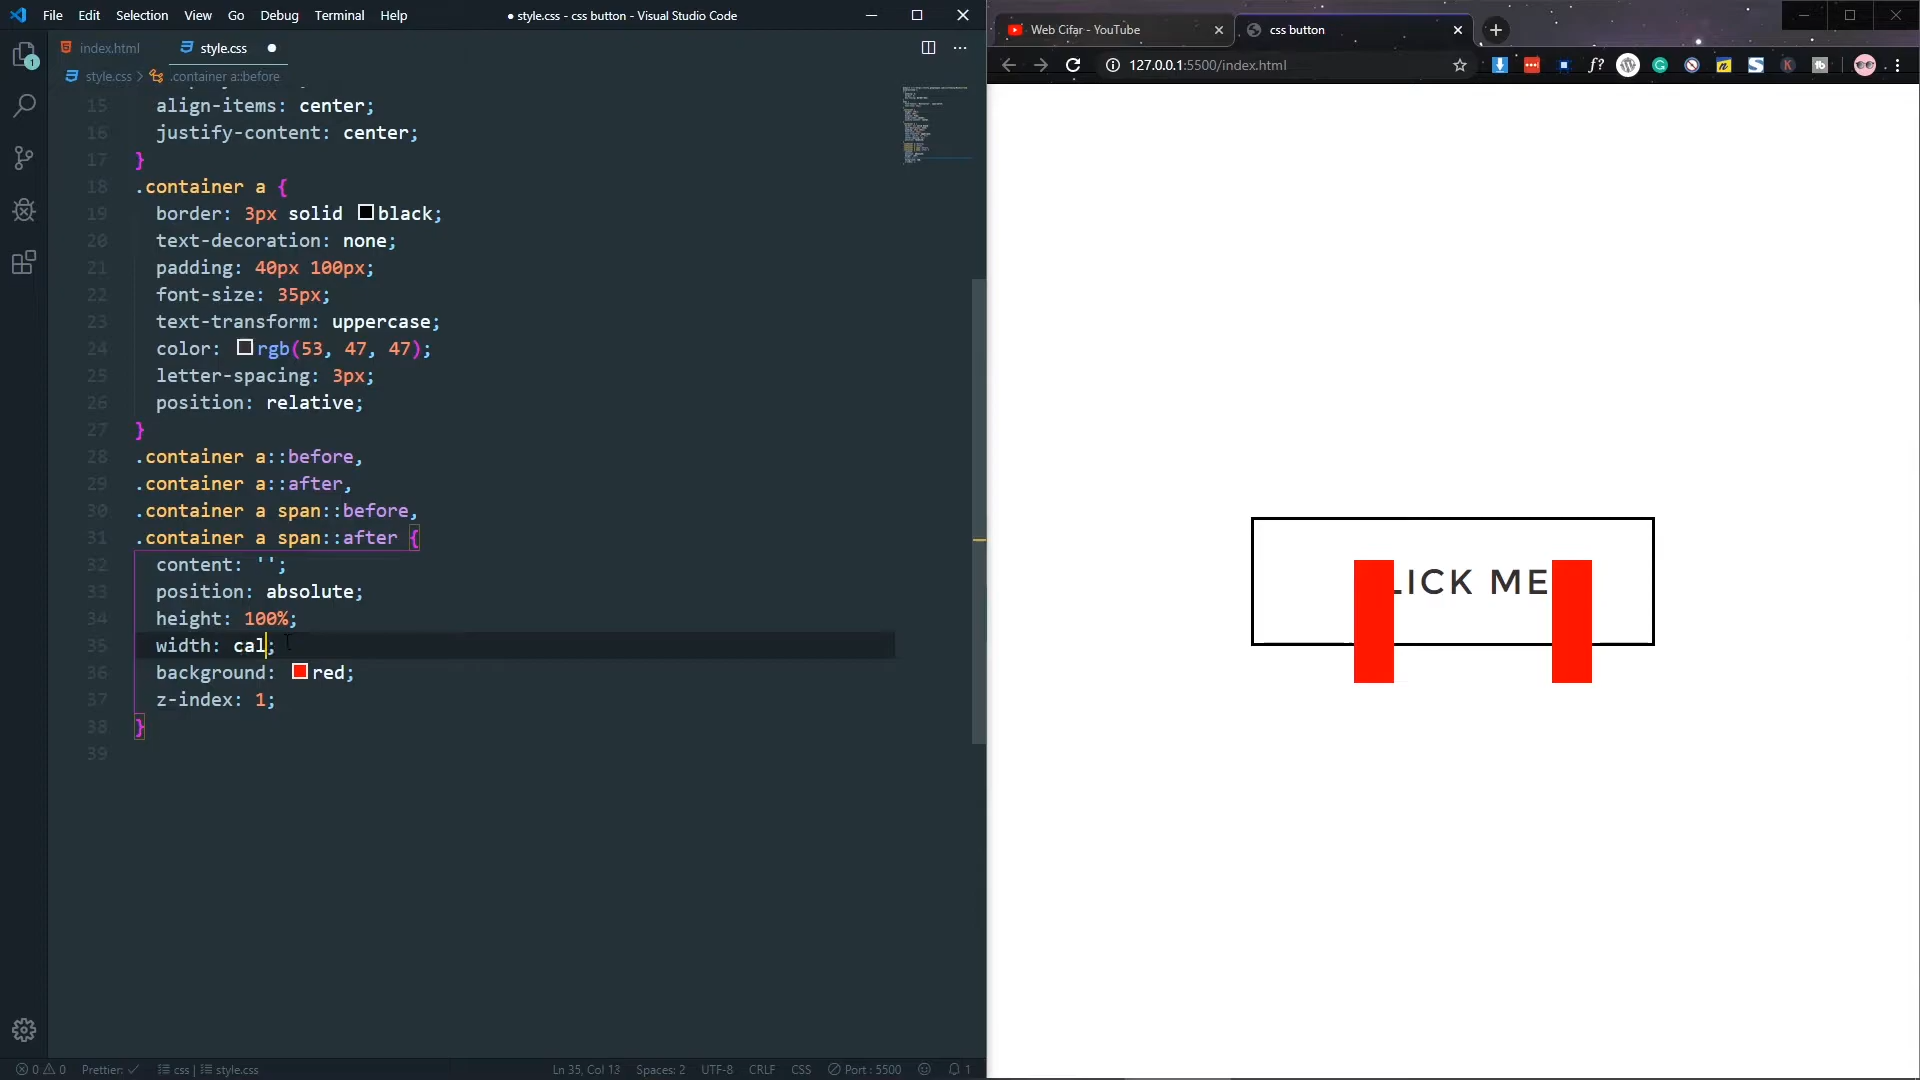 File Edit Selection View Go Debug Terminal Help
● style.css - css button - Visual Studio Code
index.html
style.css
style.css > .container a::before
15 align-items: center;
16 justify-content: center;
17 }
18 .container a {
19 border: 3px solid black;
20 text-decoration: none;
21 padding: 40px 100px;
22 font-size: 35px;
23 text-transform: uppercase;
24 color: rgb(53, 47, 47);
25 letter-spacing: 3px;
26 position: relative;
27 }
28 .container a::before,
29 .container a::after,
30 .container a span::before,
31 .container a span::after {
32 content: '';
33 position: absolute;
34 height: 100%;
35 width: cal;
36 background: red;
37 z-index: 1;
38 }
39
1
0 0 Prettier: ✓ css | style.css
Ln 35, Col 13 Spaces: 2 UTF-8 CRLF CSS Port : 5500 1
Web Cifar - YouTube
css button
127.0.0.1:5500/index.html
f?
LICK ME